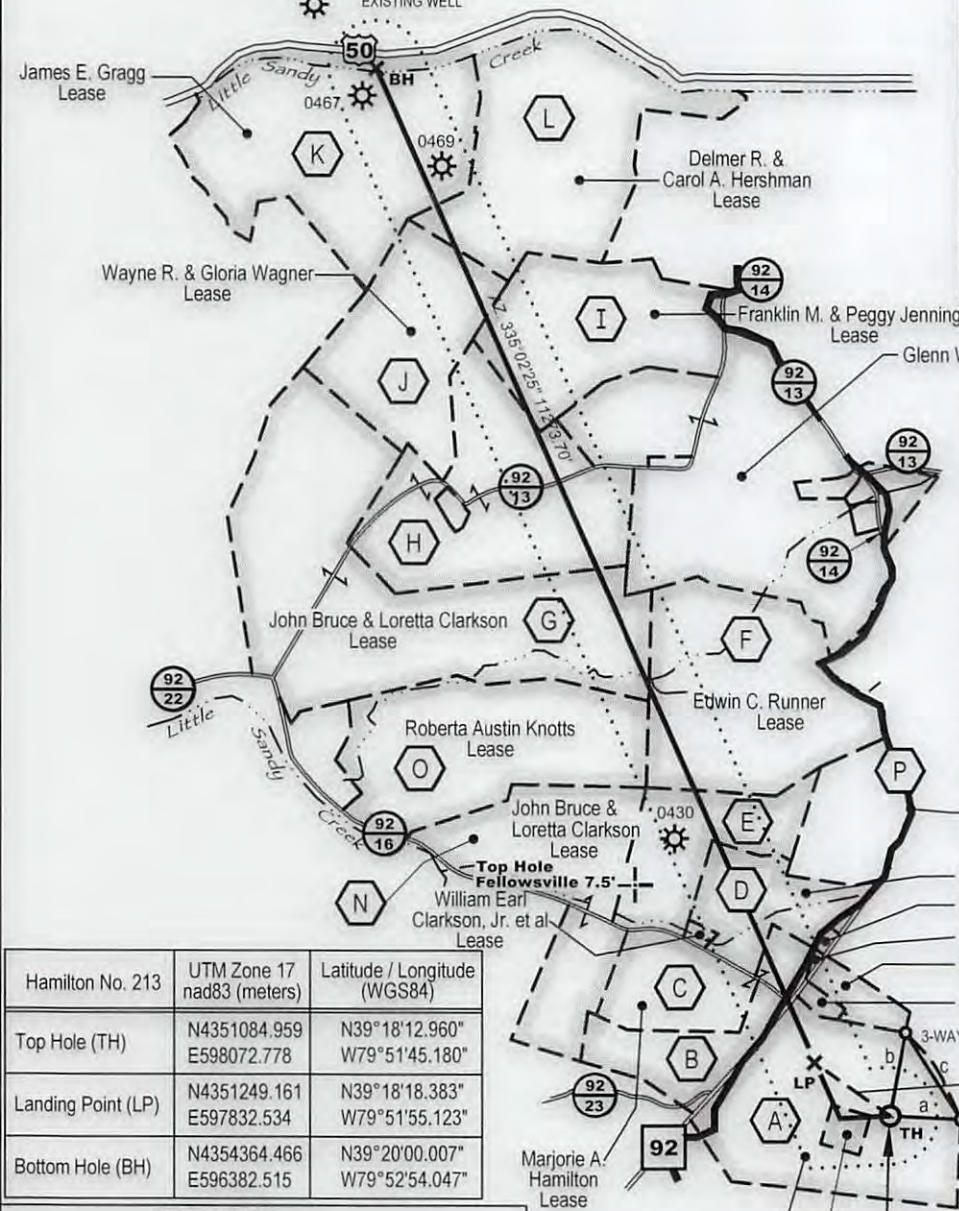 EXISTING WELL
50
BH
Little Sandy Creek
James E. Gragg
Lease
0467
0469
K
L
Delmer R. &
Carol A. Hershman
Lease
Wayne R. & Gloria Wagner
Lease
92
14
I
Franklin M. & Peggy Jenning
Lease
Glenn
J
92
13
Z 335°02'25" 11273.70'
92
13
92
13
H
92
14
John Bruce & Loretta Clarkson
Lease
G
F
92
22
Little Sandy Creek
Edwin C. Runner
Lease
Roberta Austin Knotts
Lease
O
P
John Bruce &
Loretta Clarkson
Lease
0430
E
92
16
Top Hole
Fellowsville 7.5'
D
N
William Earl
Clarkson, Jr. et al
Lease
C
3-WAY
B
b
c
LP
a
TH
92
23
A
92
Marjorie A.
Hamilton
Lease
Hamilton No. 213
UTM Zone 17
nad83 (meters)
Latitude / Longitude
(WGS84)
Top Hole (TH)
N4351084.959
E598072.778
N39°18'12.960"
W79°51'45.180"
Landing Point (LP)
N4351249.161
E597832.534
N39°18'18.383"
W79°51'55.123"
Bottom Hole (BH)
N4354364.466
E596382.515
N39°20'00.007"
W79°52'54.047"